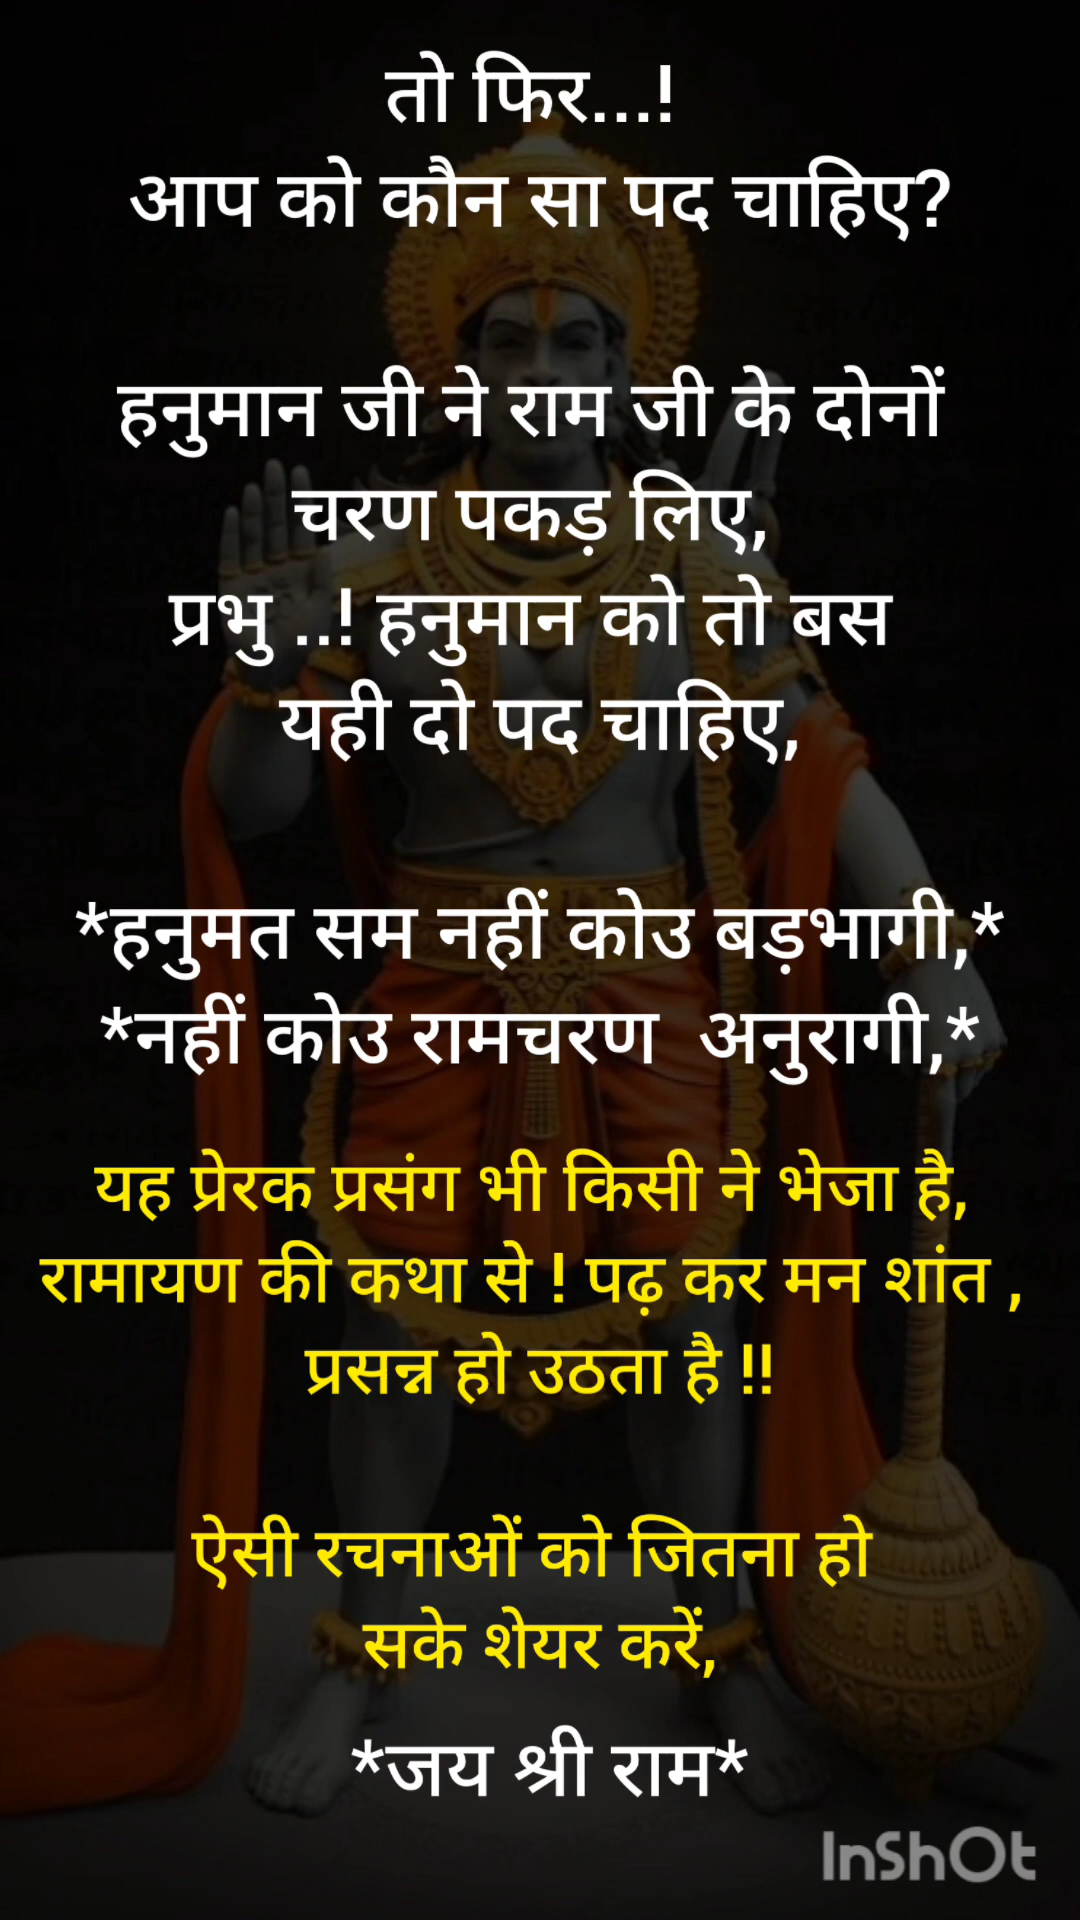 तो फिर...!
आप को कौन सा पद चाहिए?
हनुमान जी ने राम जी के दोनों
चरण पकड़ लिए,
प्रभु ..! हनुमान को तो बस
यही दो पद चाहिए,
*हनुमत सम नहीं कोउ बड़भागी,*
*नहीं कोउ रामचरण  अनुरागी,*
यह प्रेरक प्रसंग भी किसी ने भेजा है,
रामायण की कथा से ! पढ़ कर मन शांत ,
प्रसन्न हो उठता है !!
ऐसी रचनाओं को जितना हो
सके शेयर करें,
*जय श्री राम*
InShOt